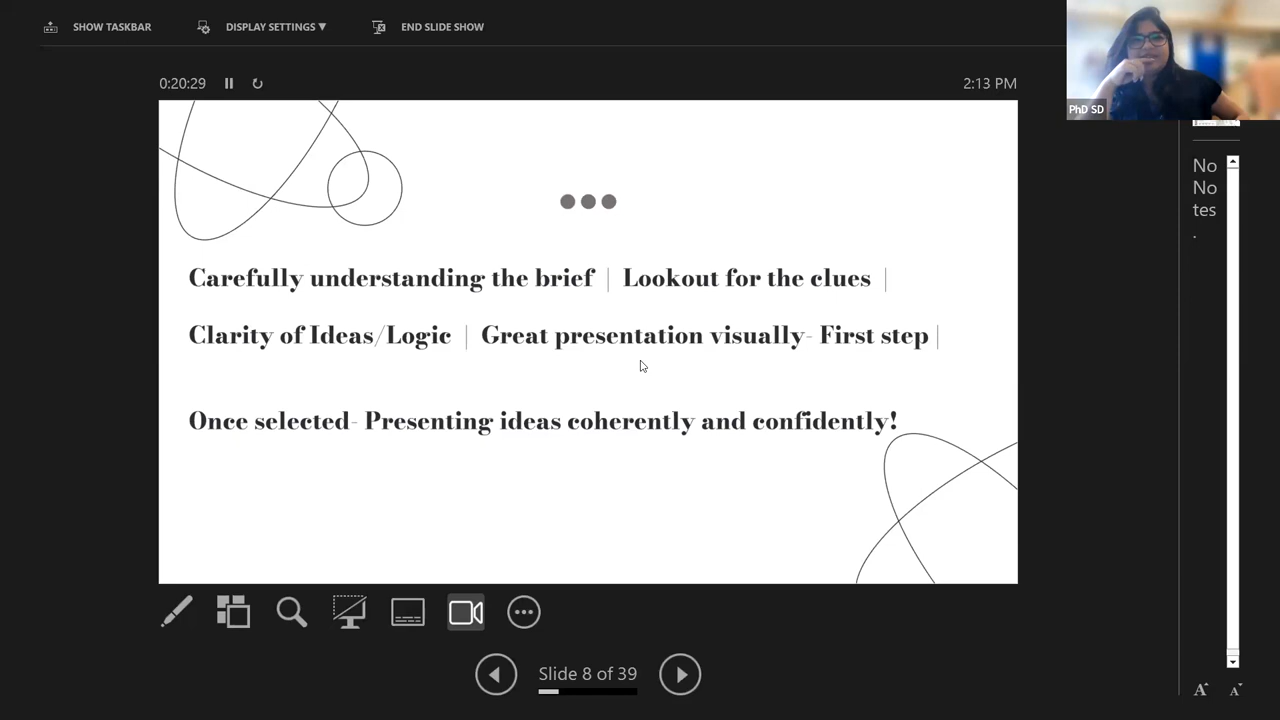 SHOW TASKBAR DISPLAY SETTINGS ▼ END SLIDE SHOW
PhD SD
0:20:29 2:13 PM
Carefully understanding the brief | Lookout for the clues |
Clarity of Ideas/Logic | Great presentation visually- First step |
Once selected- Presenting ideas coherently and confidently!
No
No
tes
.
Slide 8 of 39
A A